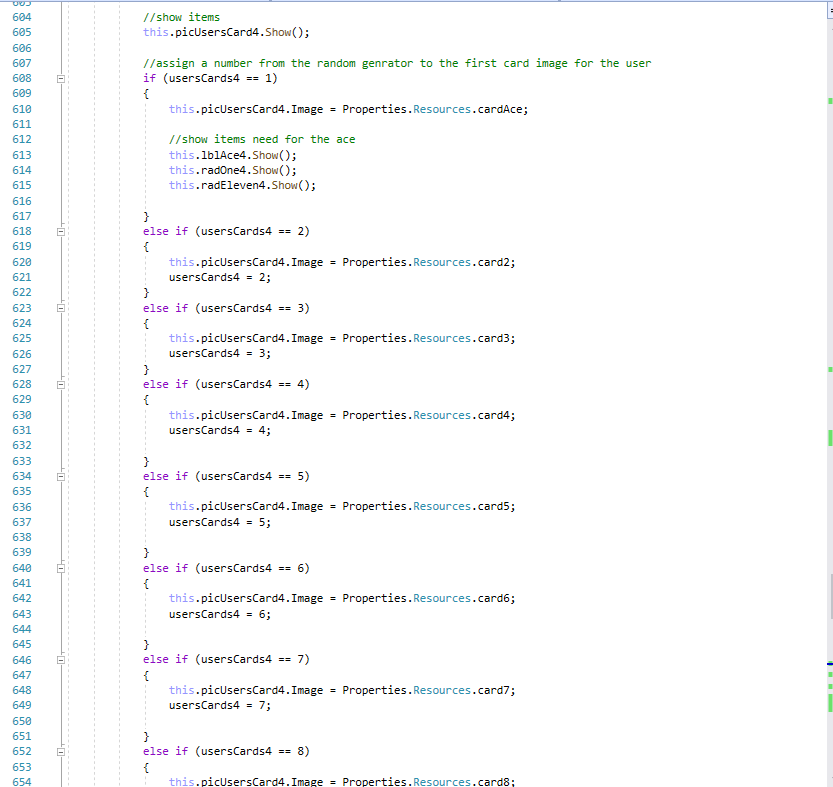 603
604 //show items
605 this.picUsersCard4.Show();
606
607 //assign a number from the random genrator to the first card image for the user
608 if (usersCards4 == 1)
609 {
610 this.picUsersCard4.Image = Properties.Resources.cardAce;
611
612 //show items need for the ace
613 this.lblAce4.Show();
614 this.radOne4.Show();
615 this.radEleven4.Show();
616
617 }
618 else if (usersCards4 == 2)
619 {
620 this.picUsersCard4.Image = Properties.Resources.card2;
621 usersCards4 = 2;
622 }
623 else if (usersCards4 == 3)
624 {
625 this.picUsersCard4.Image = Properties.Resources.card3;
626 usersCards4 = 3;
627 }
628 else if (usersCards4 == 4)
629 {
630 this.picUsersCard4.Image = Properties.Resources.card4;
631 usersCards4 = 4;
632
633 }
634 else if (usersCards4 == 5)
635 {
636 this.picUsersCard4.Image = Properties.Resources.card5;
637 usersCards4 = 5;
638
639 }
640 else if (usersCards4 == 6)
641 {
642 this.picUsersCard4.Image = Properties.Resources.card6;
643 usersCards4 = 6;
644
645 }
646 else if (usersCards4 == 7)
647 {
648 this.picUsersCard4.Image = Properties.Resources.card7;
649 usersCards4 = 7;
650
651 }
652 else if (usersCards4 == 8)
653 {
654 this.picUsersCard4.Image = Properties.Resources.card8;